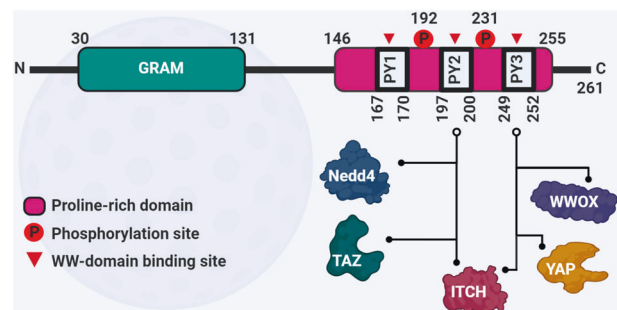 192 231
30 131 146 255
P P
N GRAM PY1 PY2 PY3 C
261
167 170 197 200 249 252
Nedd4
WWOX
Proline-rich domain
P Phosphorylation site
TAZ YAP
WW-domain binding site
ITCH